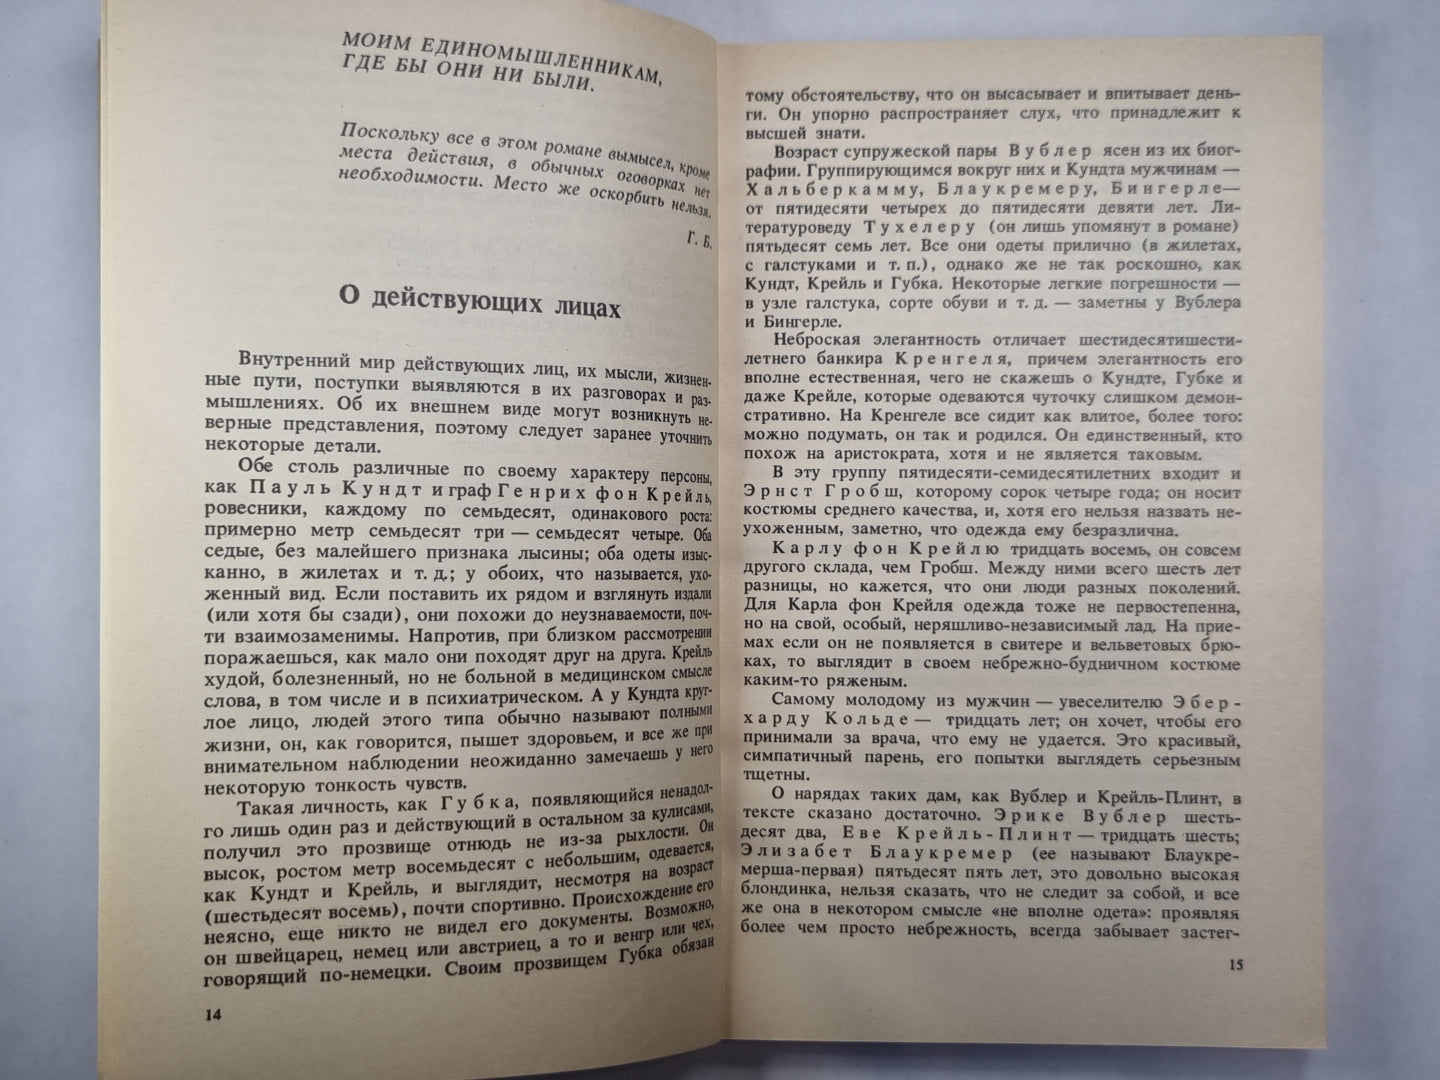 МОИМ ЕДИНОМЫШЛЕННИКАМ,
ГДЕ БЫ ОНИ НИ БЫЛИ.
Поскольку все в этом романе вымысел, кроме
места действия, в обычных оговорках нет
необходимости. Место же оскорбить нельзя.
Г. Б.
О действующих лицах
Внутренний мир действующих лиц, их мысли, жизнен-
ные пути, поступки выявляются в их разговорах и раз-
мышлениях. Об их внешнем виде могут возникнуть не-
верные представления, поэтому следует заранее уточнить
некоторые детали.
Обе столь различные по своему характеру персоны,
как Пауль Кундт и граф Генрих фон Крейль,
ровесники, каждому по семьдесят, одинакового роста:
примерно метр семьдесят три — семьдесят четыре. Оба
седые, без малейшего признака лысины; оба одеты изыс-
канно, в жилетах и т. д.; у обоих, что называется, ухо-
женный вид. Если поставить их рядом и взглянуть издали
(или хотя бы сзади), они похожи до неузнаваемости, поч-
ти взаимозаменимы. Напротив, при близком рассмотрении
поражаешься, как мало они походят друг на друга. Крейль
худой, болезненный, но не больной в медицинском смысле
слова, в том числе и в психиатрическом. А у Кундта круг-
лое лицо, людей этого типа обычно называют полными
жизни, он, как говорится, пышет здоровьем, и все же при
внимательном наблюдении неожиданно замечаешь у него
некоторую тонкость чувств.
Такая личность, как Губка, появляющийся ненадол-
го лишь один раз и действующий в остальном за кулисами,
получил это прозвище отнюдь не из-за рыхлости. Он
высок, ростом метр восемьдесят с небольшим, одевается,
как Кундт и Крейль, и выглядит, несмотря на возраст
(шестьдесят восемь), почти спортивно. Происхождение его
неясно, еще никто не видел его документы. Возможно,
он швейцарец, немец или австриец, а то и венгр или чех,
говорящий по-немецки. Своим прозвищем Губка обязан
14
тому обстоятельству, что он высасывает и впитывает день-
ги. Он упорно распространяет слух, что принадлежит к
высшей знати.
Возраст супружеской пары Вублер ясен из их биог-
рафии. Группирующимся вокруг них и Кундта мужчинам —
Хальберкамму, Блаукремеру, Бингерле —
от пятидесяти четырех до пятидесяти девяти лет. Ли-
тературоведу Тухелеру (он лишь упомянут в романе)
пятьдесят семь лет. Все они одеты прилично (в жилетах,
с галстуками и т. п.), однако же не так роскошно, как
Кундт, Крейль и Губка. Некоторые легкие погрешности —
в узле галстука, сорте обуви и т. д. — заметны у Вублера
и Бингерле.
Неброская элегантность отличает шестидесятишести-
летнего банкира Кренгеля, причем элегантность его
вполне естественная, чего не скажешь о Кундте, Губке и
даже Крейле, которые одеваются чуточку слишком демон-
стративно. На Кренгеле все сидит как влитое, более того:
можно подумать, он так и родился. Он единственный, кто
похож на аристократа, хотя и не является таковым.
В эту группу пятидесяти-семидесятилетних входит и
Эрнст Гробш, которому сорок четыре года; он носит
костюмы среднего качества, и, хотя его нельзя назвать не-
ухоженным, заметно, что одежда ему безразлична.
Карлу фон Крейлю тридцать восемь, он совсем
другого склада, чем Гробш. Между ними всего шесть лет
разницы, но кажется, что они люди разных поколений.
Для Карла фон Крейля одежда тоже не первостепенна,
но на свой, особый, неряшливо-независимый лад. На прие-
мах если он не появляется в свитере и вельветовых брю-
ках, то выглядит в своем небрежно-будничном костюме
каким-то ряженым.
Самому молодому из мужчин — увеселителю Эбер-
харду Кольде — тридцать лет; он хочет, чтобы его
принимали за врача, что ему не удается. Это красивый,
симпатичный парень, его попытки выглядеть серьезным
тщетны.
О нарядах таких дам, как Вублер и Крейль-Плинт, в
тексте сказано достаточно. Эрике Вублер шесть-
десят два, Еве Крейль-Плинт — тридцать шесть;
Элизабет Блаукремер (ее называют Блаукре-
мерша-первая) пятьдесят пять лет, это довольно высокая
блондинка, нельзя сказать, что не следит за собой, и все
же она в некотором смысле «не вполне одета»: проявляя
более чем просто небрежность, всегда забывает застег-
15